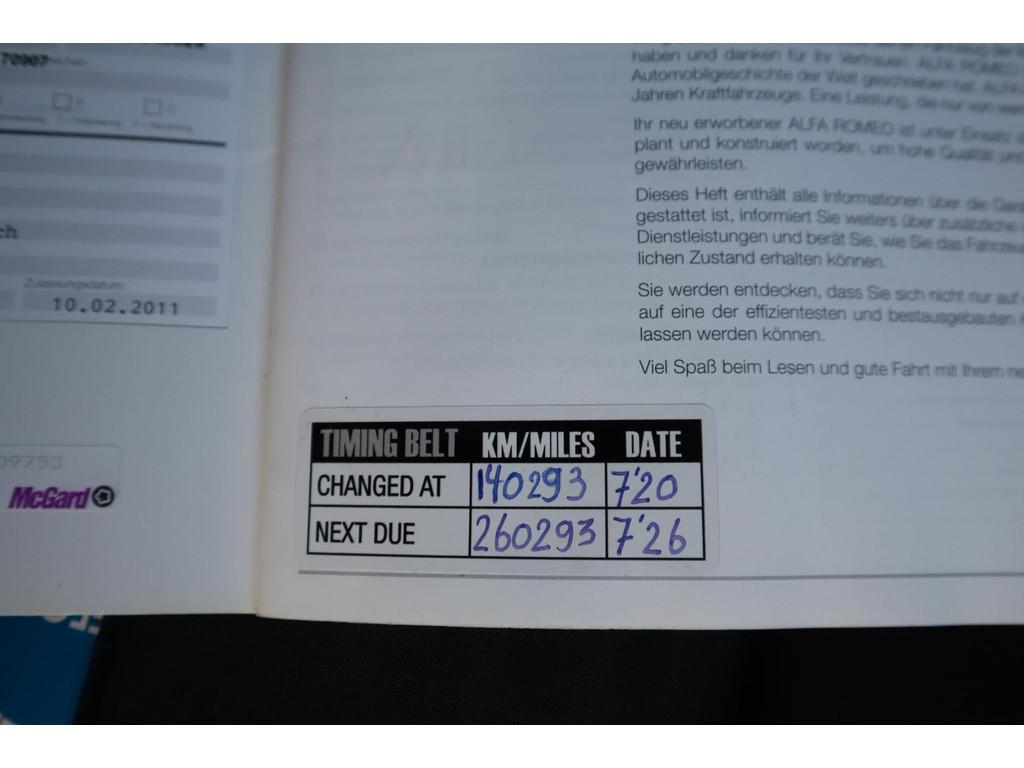 70907
ch
Zulassungsdatum:
10.02.2011
09753
McGard
haben und danken für Ihr Vertrauen. ALFA ROMEO
Automobilgeschichte der Welt geschrieben hat. ALFA
Jahren Kraftfahrzeuge. Eine Leistung, die nur von
Ihr neu erworbener ALFA ROMEO ist unter Einsatz
plant und konstruiert worden, um hohe Qualität und
gewährleisten.
Dieses Heft enthält alle Informationen über die
gestattet ist, informiert Sie weiters über zusätzliche
Dienstleistungen und berät Sie, wie Sie das
lichen Zustand erhalten können.
Sie werden entdecken, dass Sie sich nicht nur auf
auf eine der effizientesten und bestausgebauten
lassen werden können.
Viel Spaß beim Lesen und gute Fahrt mit Ihrem
TIMING BELT KM/MILES DATE
CHANGED AT 140293 7'20
NEXT DUE 260293 7'26